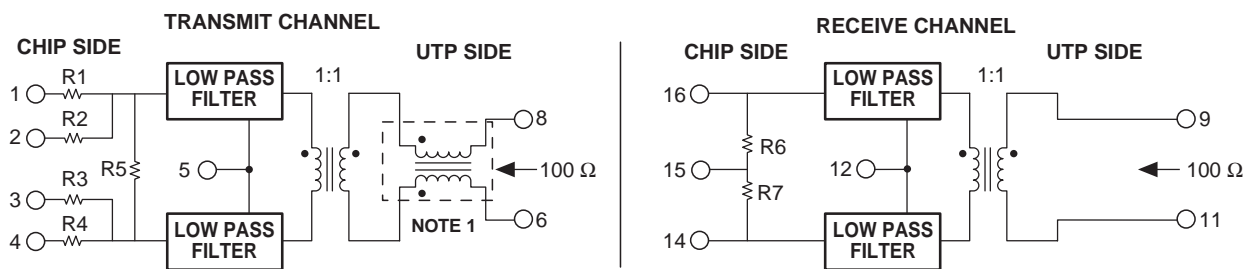 TRANSMIT CHANNEL
CHIP SIDE
UTP SIDE
R1
1
R2
2
R5
R3
3
R4
4
LOW PASS
FILTER
5
LOW PASS
FILTER
1:1
NOTE 1
8
100 Ω
6
RECEIVE CHANNEL
CHIP SIDE
UTP SIDE
16
R6
15
R7
14
LOW PASS
FILTER
12
LOW PASS
FILTER
1:1
9
100 Ω
11